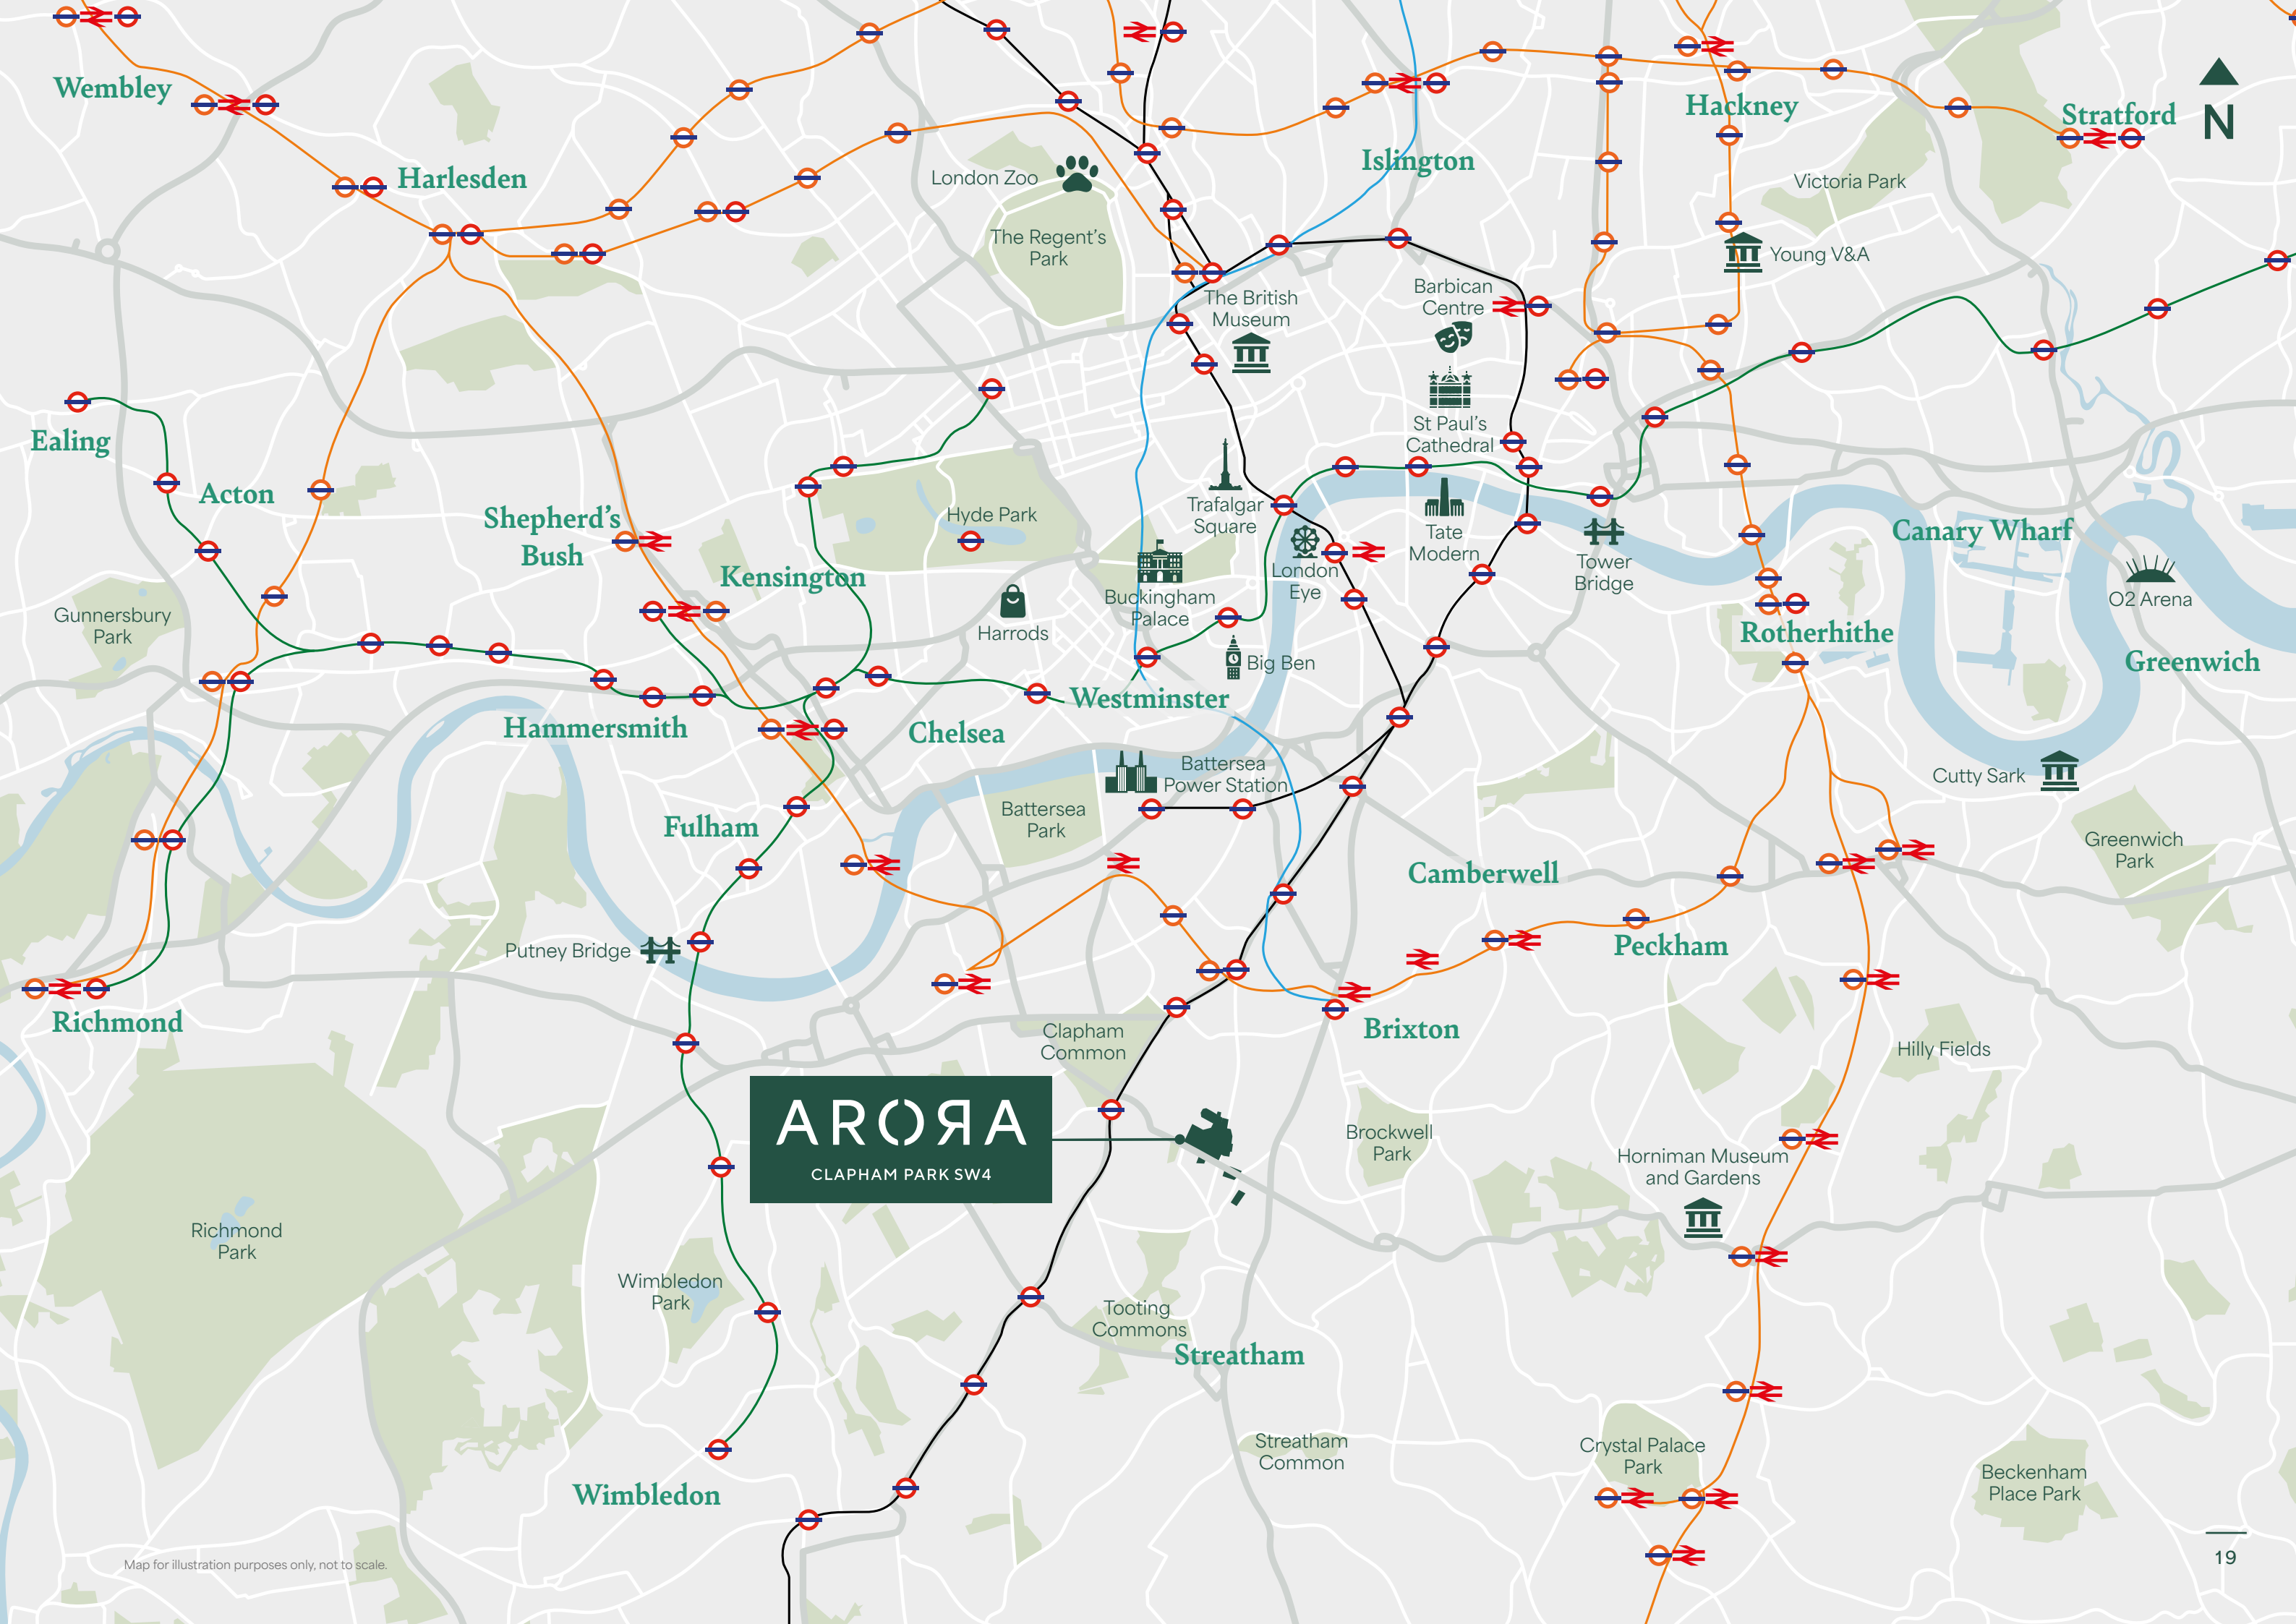 Wembley
Harlesden
London Zoo
The Regent's
Park
Islington
Hackney
Stratford
N
Victoria Park
Young V&A
The British
Museum
Barbican
Centre
St Paul's
Cathedral
Ealing
Acton
Shepherd's
Bush
Hyde Park
Trafalgar
Square
Kensington
Harrods
Buckingham
Palace
London
Eye
Tate
Modern
Tower
Bridge
Canary Wharf
O2 Arena
Gunnersbury
Park
Big Ben
Rotherhithe
Greenwich
Westminster
Hammersmith
Chelsea
Battersea
Power Station
Cutty Sark
Battersea
Park
Fulham
Greenwich
Park
Camberwell
Putney Bridge
Peckham
Richmond
Clapham
Common
Brixton
Hilly Fields
ARORA
CLAPHAM PARK SW4
Brockwell
Park
Horniman Museum
and Gardens
Richmond
Park
Wimbledon
Park
Tooting
Commons
Streatham
Streatham
Common
Crystal Palace
Park
Beckenham
Place Park
Wimbledon
Map for illustration purposes only, not to scale.
19